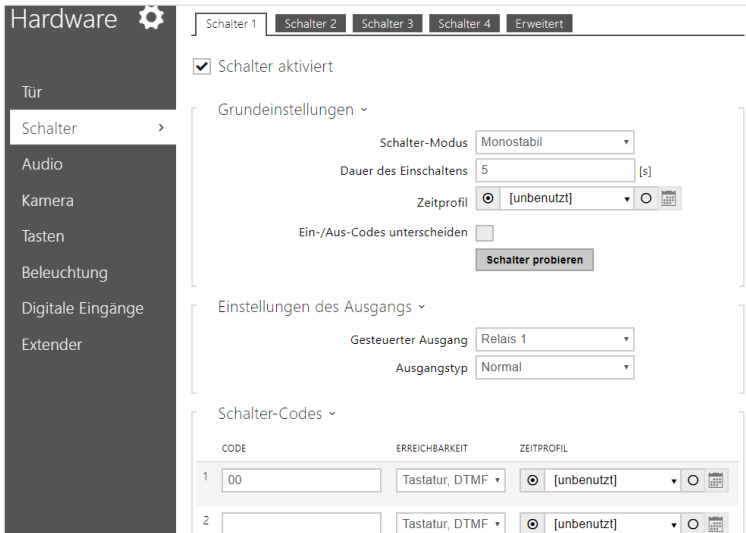 Hardware
Schalter 1 Schalter 2 Schalter 3 Schalter 4 Erweitert
Schalter aktiviert
Tür
Schalter
Audio
Kamera
Tasten
Beleuchtung
Digitale Eingänge
Extender
Grundeinstellungen
Schalter-Modus Monostabil
Dauer des Einschaltens 5 [s]
Zeitprofil [unbenutzt]
Ein-/Aus-Codes unterscheiden
Schalter probieren
Einstellungen des Ausgangs
Gesteuerter Ausgang Relais 1
Ausgangstyp Normal
Schalter-Codes
CODE ERREICHBARKEIT ZEITPROFIL
1 00 Tastatur, DTMF [unbenutzt]
2 Tastatur, DTMF [unbenutzt]